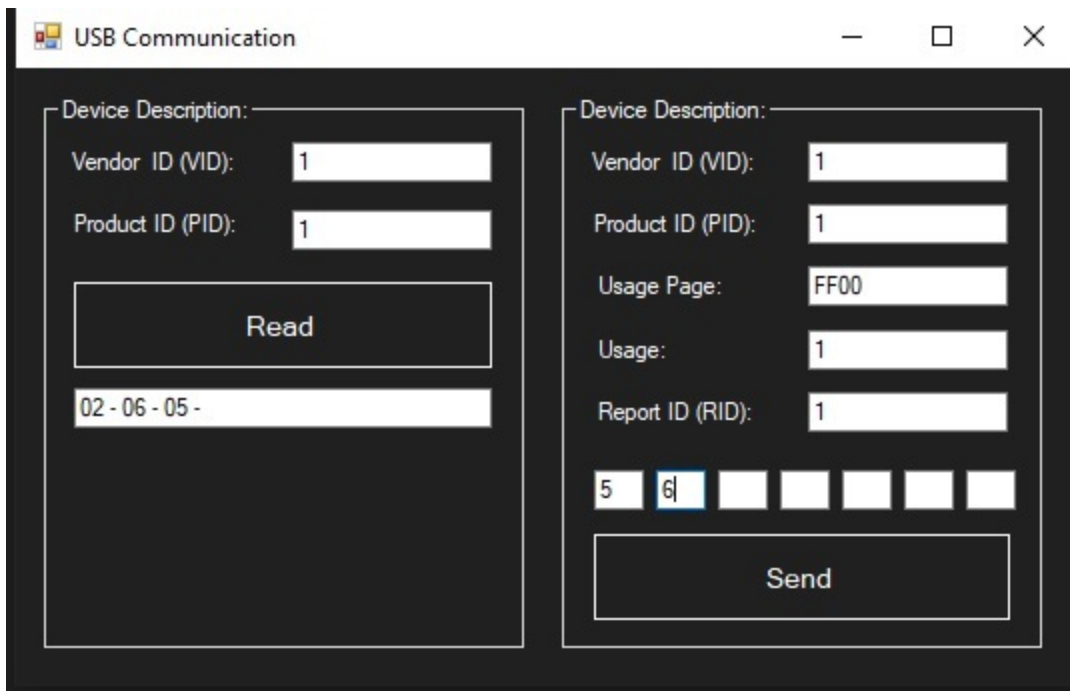 USB Communication
Device Description:
Vendor ID (VID):
1
Product ID (PID):
1
Read
02 - 06 - 05 -
Device Description:
Vendor ID (VID):
1
Product ID (PID):
1
Usage Page:
FF00
Usage:
1
Report ID (RID):
1
5 6
Send